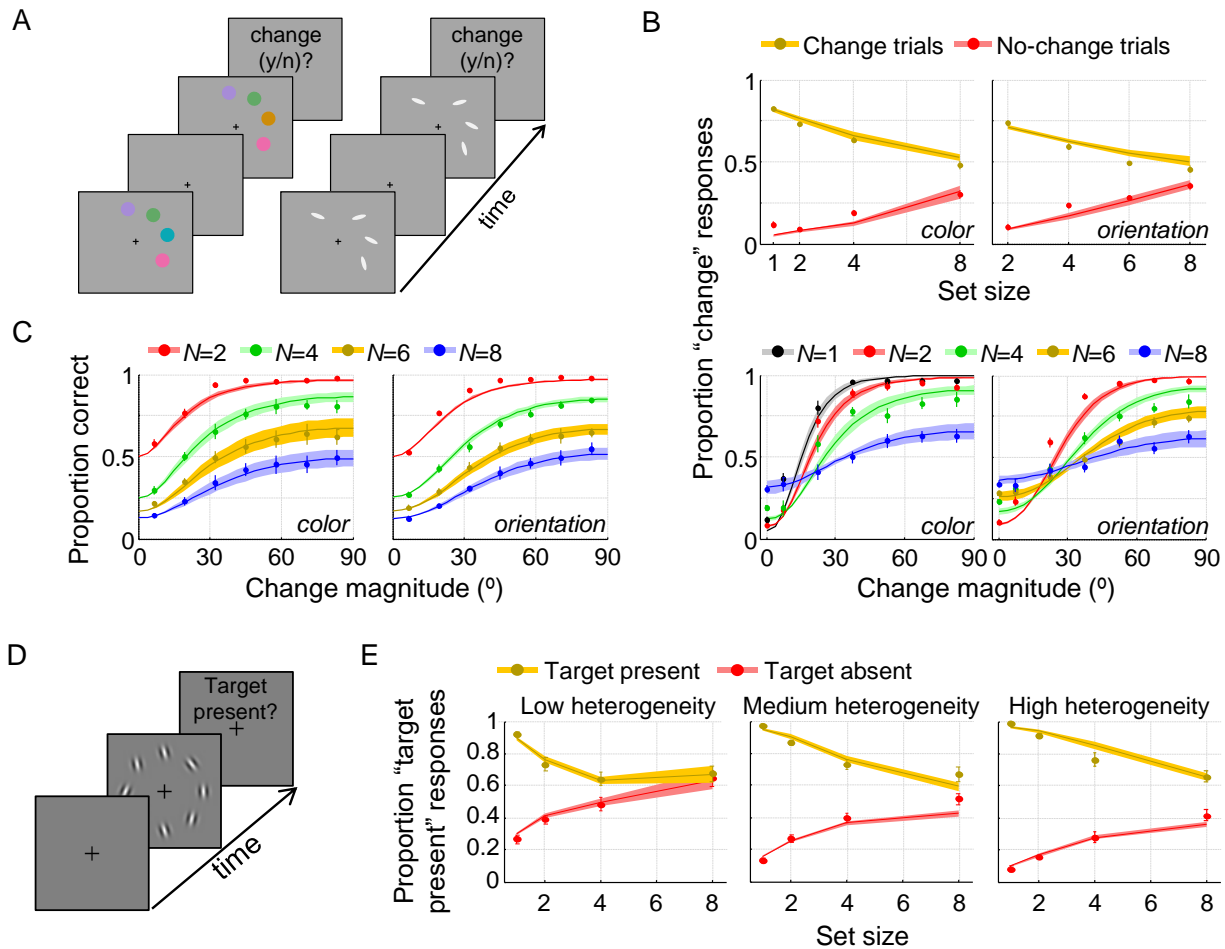 A
change
(y/n)?
change
(y/n)?
time
B
Change trials
No-change trials
Proportion “change” responses
1
0.5
0
color
orientation
1
2
4
8
2
4
6
8
Set size
N=1
N=2
N=4
N=6
N=8
1
0.5
0
color
orientation
0
30
60
90
0
30
60
90
Change magnitude (º)
C
N=2
N=4
N=6
N=8
Proportion correct
1
0.5
0
color
orientation
0
30
60
90
0
30
60
90
Change magnitude (º)
D
Target
present?
time
E
Target present
Target absent
Low heterogeneity
Medium heterogeneity
High heterogeneity
Proportion “target
present” responses
1
0.8
0.6
0.4
0.2
0
2
4
6
8
2
4
6
8
2
4
6
8
Set size